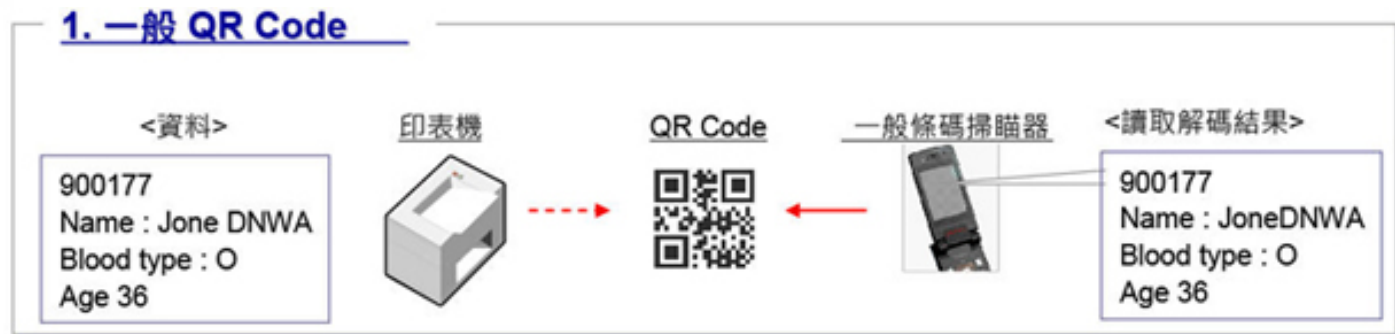 1. 一般 QR Code
<資料>
印表機
QR Code
一般條碼掃瞄器
<讀取解碼結果>
900177
Name : Jone DNWA
Blood type : O
Age 36
900177
Name : JoneDNWA
Blood type : O
Age 36